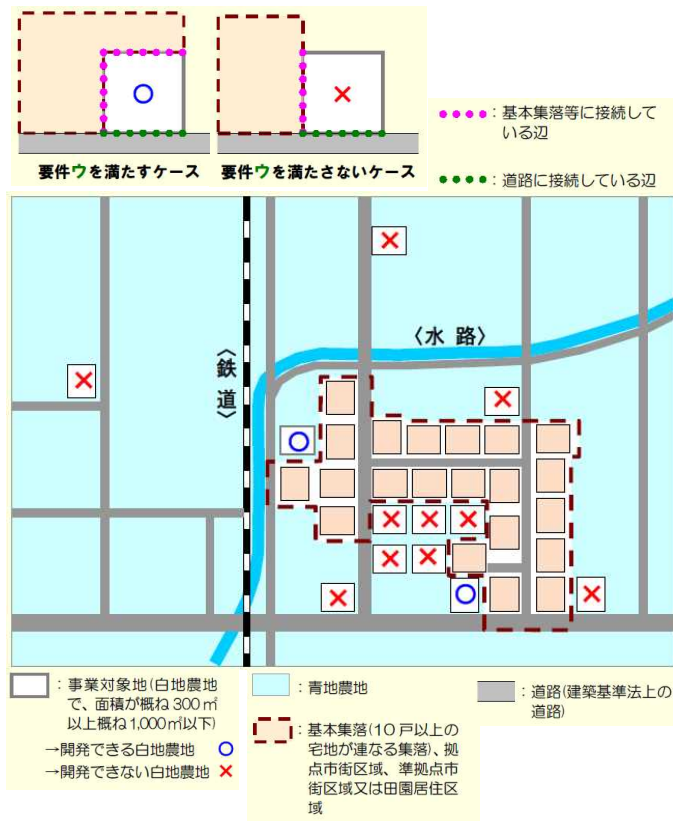 要件ウを満たすケース
要件ウを満たさないケース
：基本集落等に接続して
いる辺
：道路に接続している辺
〈水 路〉
〈鉄 道〉
：事業対象地(白地農地
で、面積が概ね 300 ㎡
以上概ね 1,000㎡以下)
→開発できる白地農地
→開発できない白地農地
：青地農地
：基本集落(１０戸以上の
宅地が連なる集落)、拠
点市街区域、準拠点市
街区域又は田園居住区
域
：道路(建築基準法上の
道路)